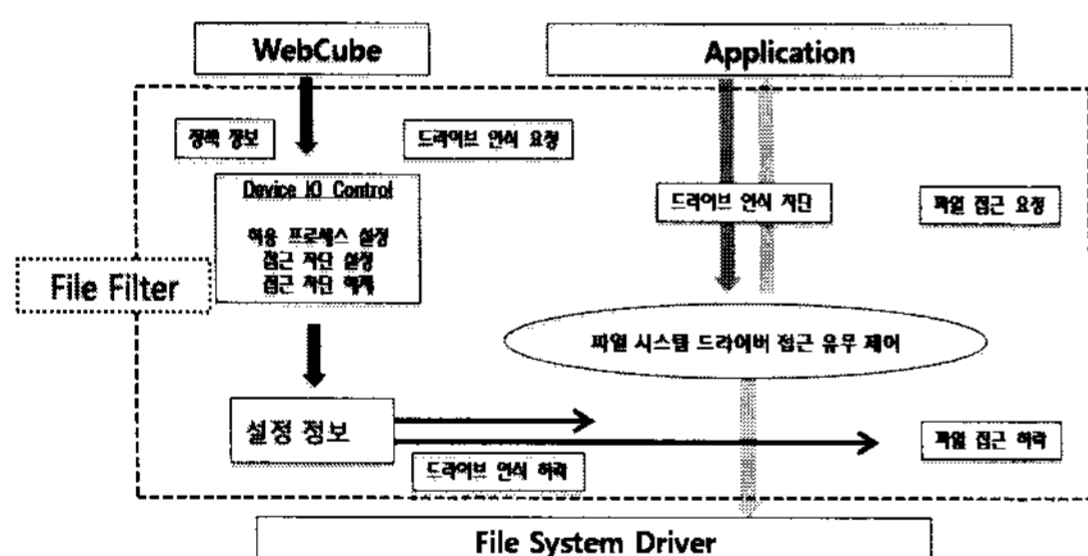 WebCube
Application
정책 정보
드라이브 인식 요청
Device IO Control
허용 프로세스 설정
접근 차단 설정
접근 차단 해제
드라이브 인식 차단
파일 접근 요청
File Filter
파일 시스템 드라이버 접근 유무 제어
설정 정보
파일 접근 허락
드라이브 인식 허락
File System Driver